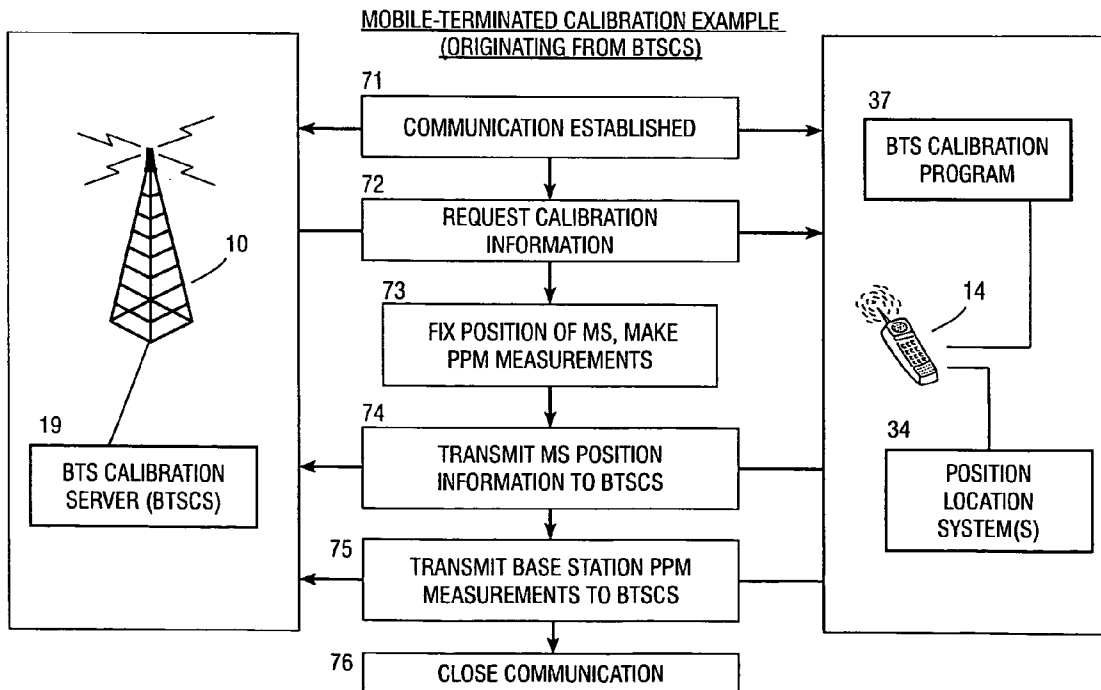 MOBILE-TERMINATED CALIBRATION EXAMPLE
(ORIGINATING FROM BTSCS)
71
COMMUNICATION ESTABLISHED
72
REQUEST CALIBRATION
INFORMATION
73
FIX POSITION OF MS, MAKE
PPM MEASUREMENTS
74
TRANSMIT MS POSITION
INFORMATION TO BTSCS
75
TRANSMIT BASE STATION PPM
MEASUREMENTS TO BTSCS
76
CLOSE COMMUNICATION
10
19
BTS CALIBRATION
SERVER (BTSCS)
37
BTS CALIBRATION
PROGRAM
14
34
POSITION
LOCATION
SYSTEM(S)